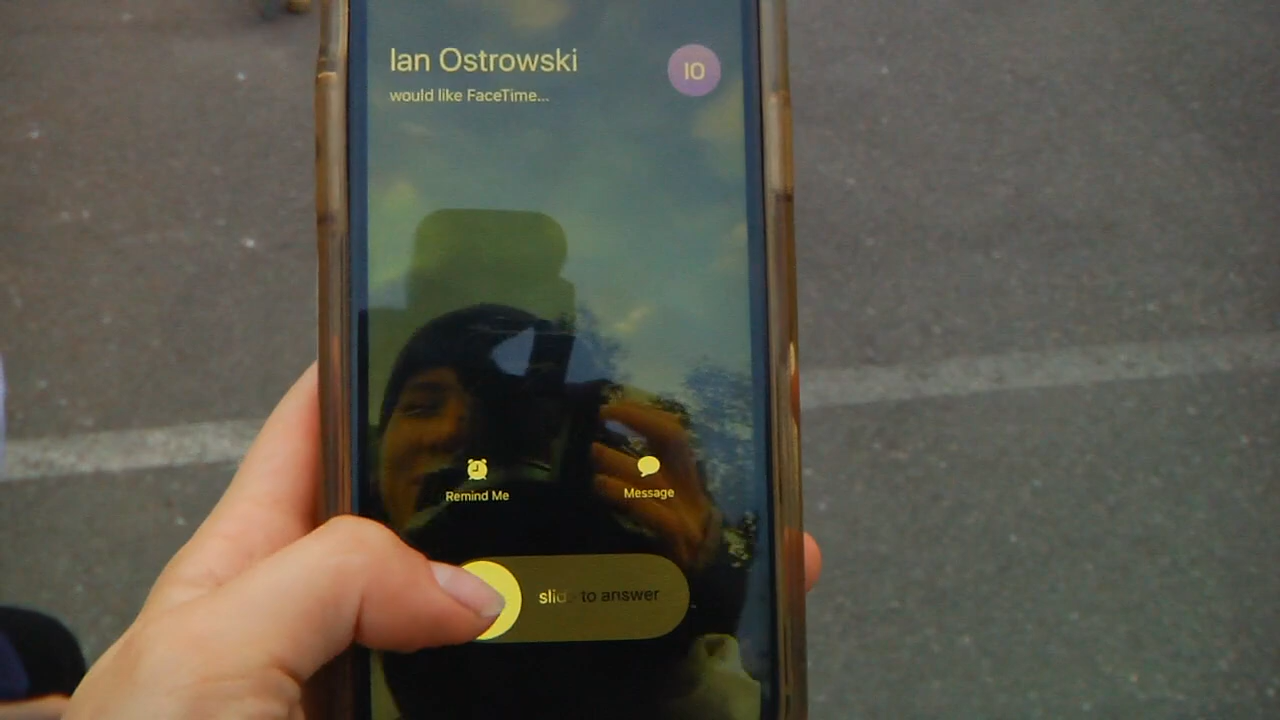 Ian Ostrowski
IO
would like FaceTime...
Remind Me
Message
slide to answer